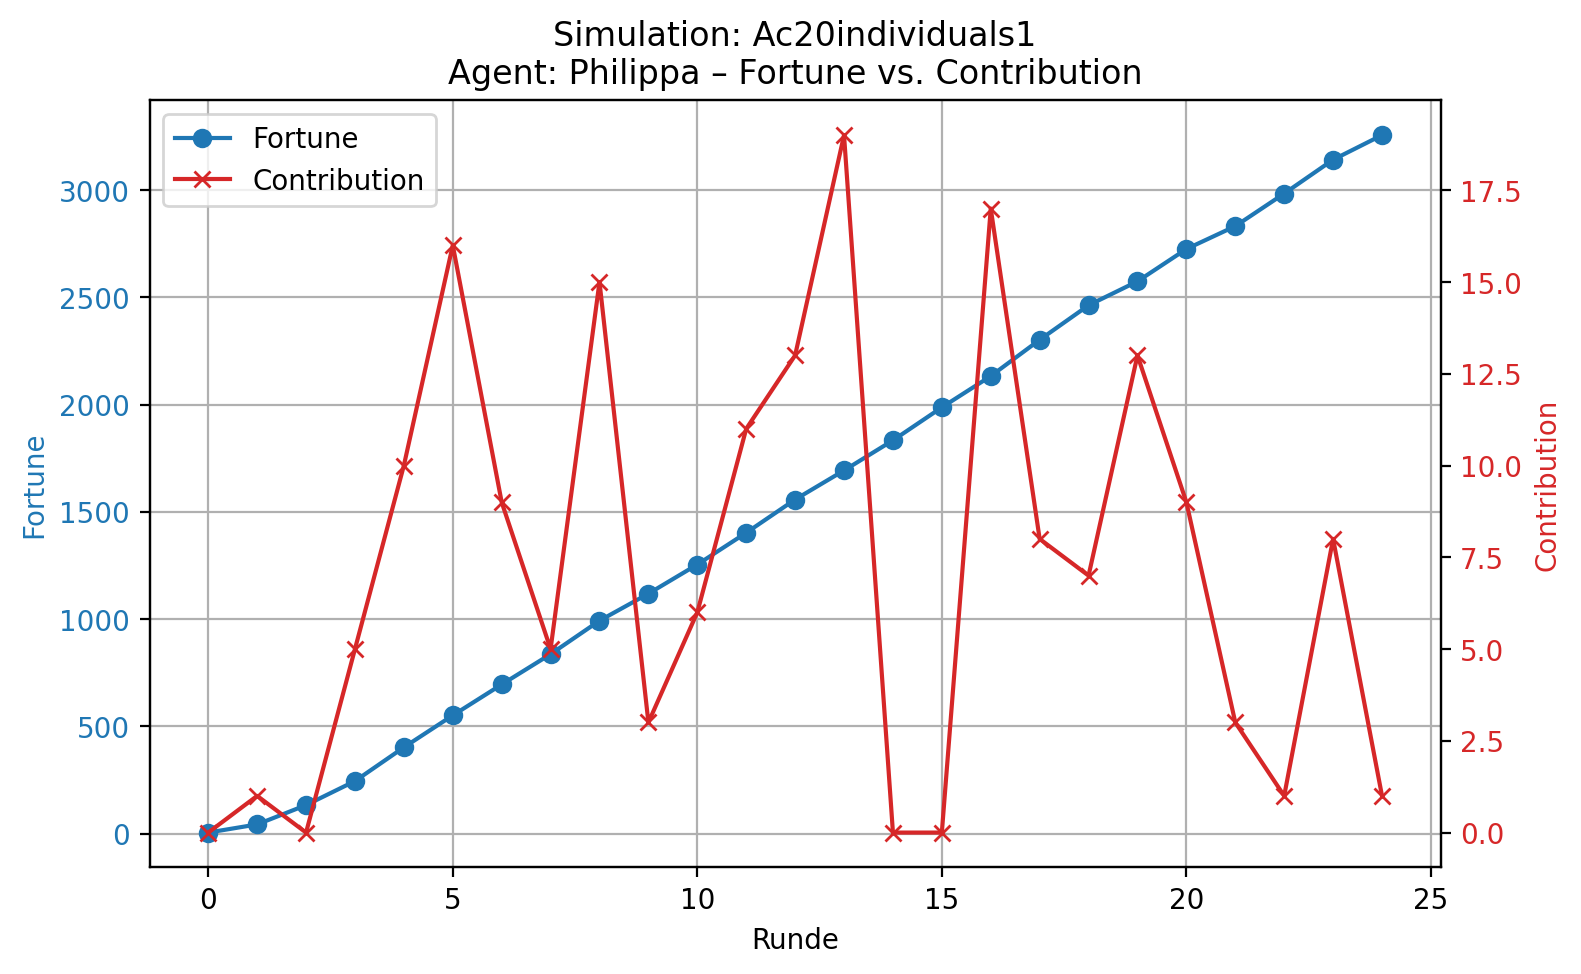 Simulation: Ac20individuals1
Agent: Philippa – Fortune vs. Contribution
Fortune
Contribution
3000
2500
2000
1500
1000
500
0
Fortune
17.5
15.0
12.5
10.0
7.5
5.0
2.5
0.0
Contribution
0 5 10 15 20 25
Runde